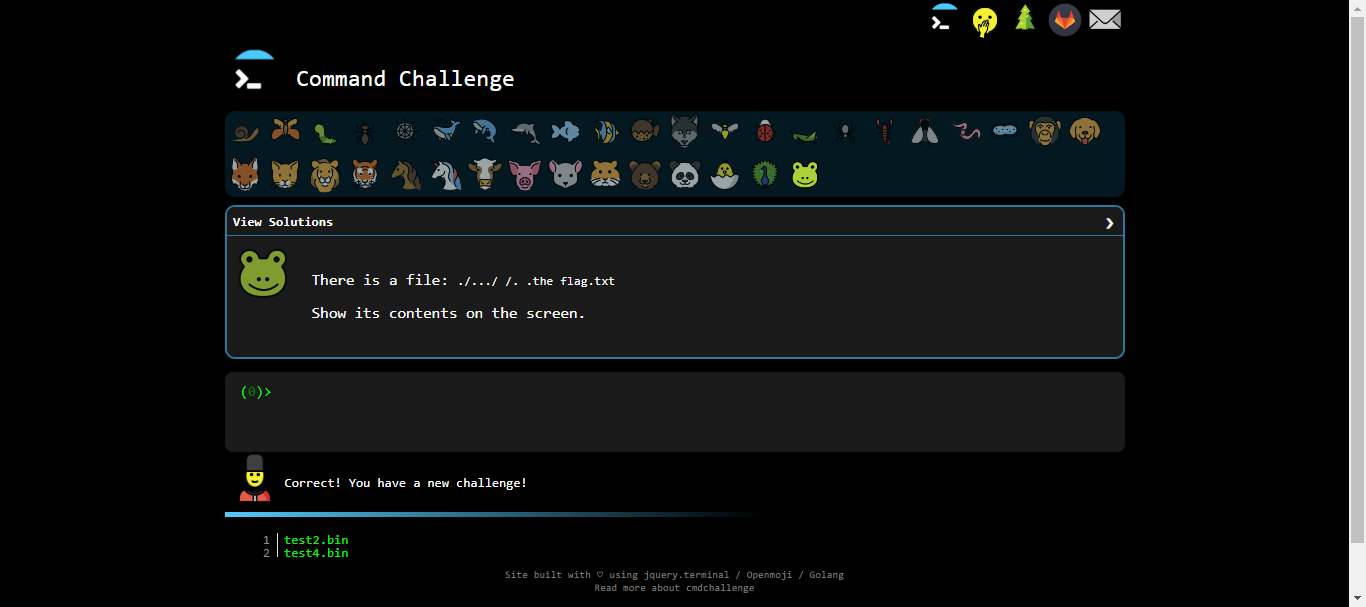 Command Challenge
View Solutions
There is a file: ./.../ /. .the flag.txt
Show its contents on the screen.
(0)>
Correct! You have a new challenge!
1 test2.bin
2 test4.bin
Site built with ♡ using jquery.terminal / Openmoji / Golang
Read more about cmdchallenge